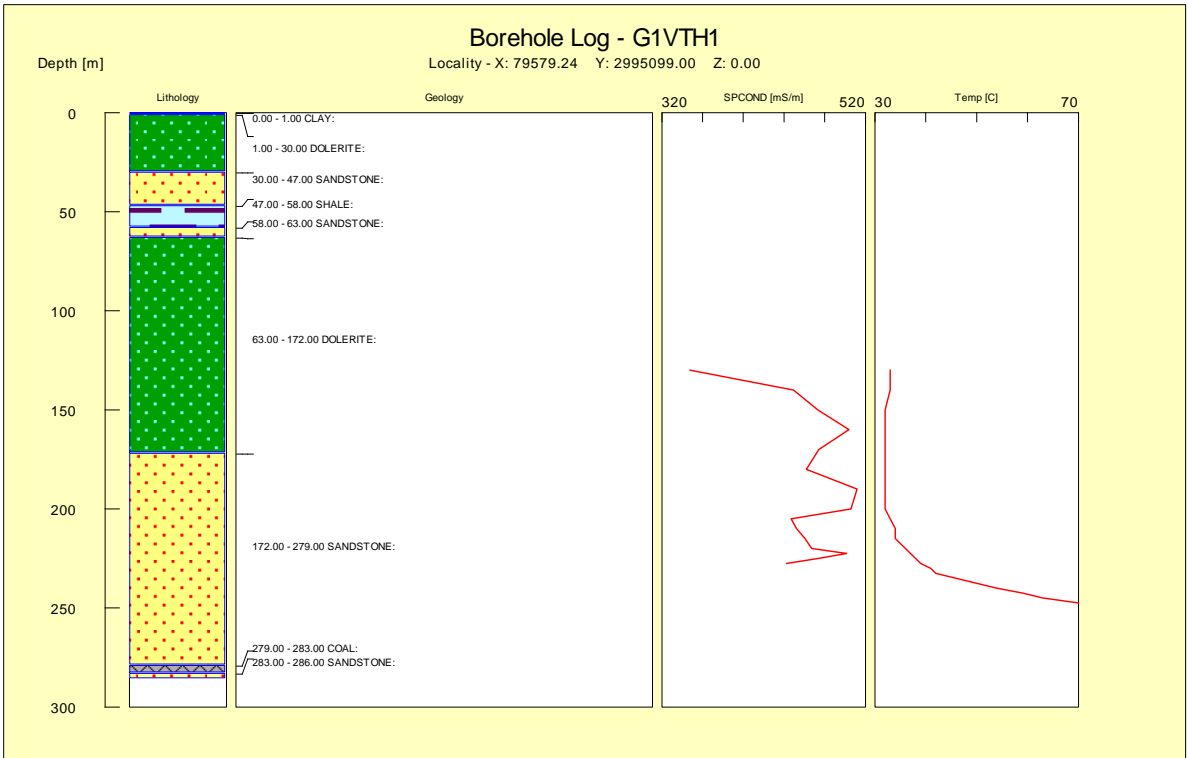 Borehole Log - G1VTH1
Depth [m]
Locality - X: 79579.24 Y: 2995099.00 Z: 0.00
Lithology
Geology
320 SPCOND [mS/m] 520
30 Temp [C] 70
0
0.00 - 1.00 CLAY:
1.00 - 30.00 DOLERITE:
30.00 - 47.00 SANDSTONE:
47.00 - 58.00 SHALE:
50
58.00 - 63.00 SANDSTONE:
100
63.00 - 172.00 DOLERITE:
150
200
172.00 - 279.00 SANDSTONE:
250
279.00 - 283.00 COAL:
283.00 - 286.00 SANDSTONE:
300